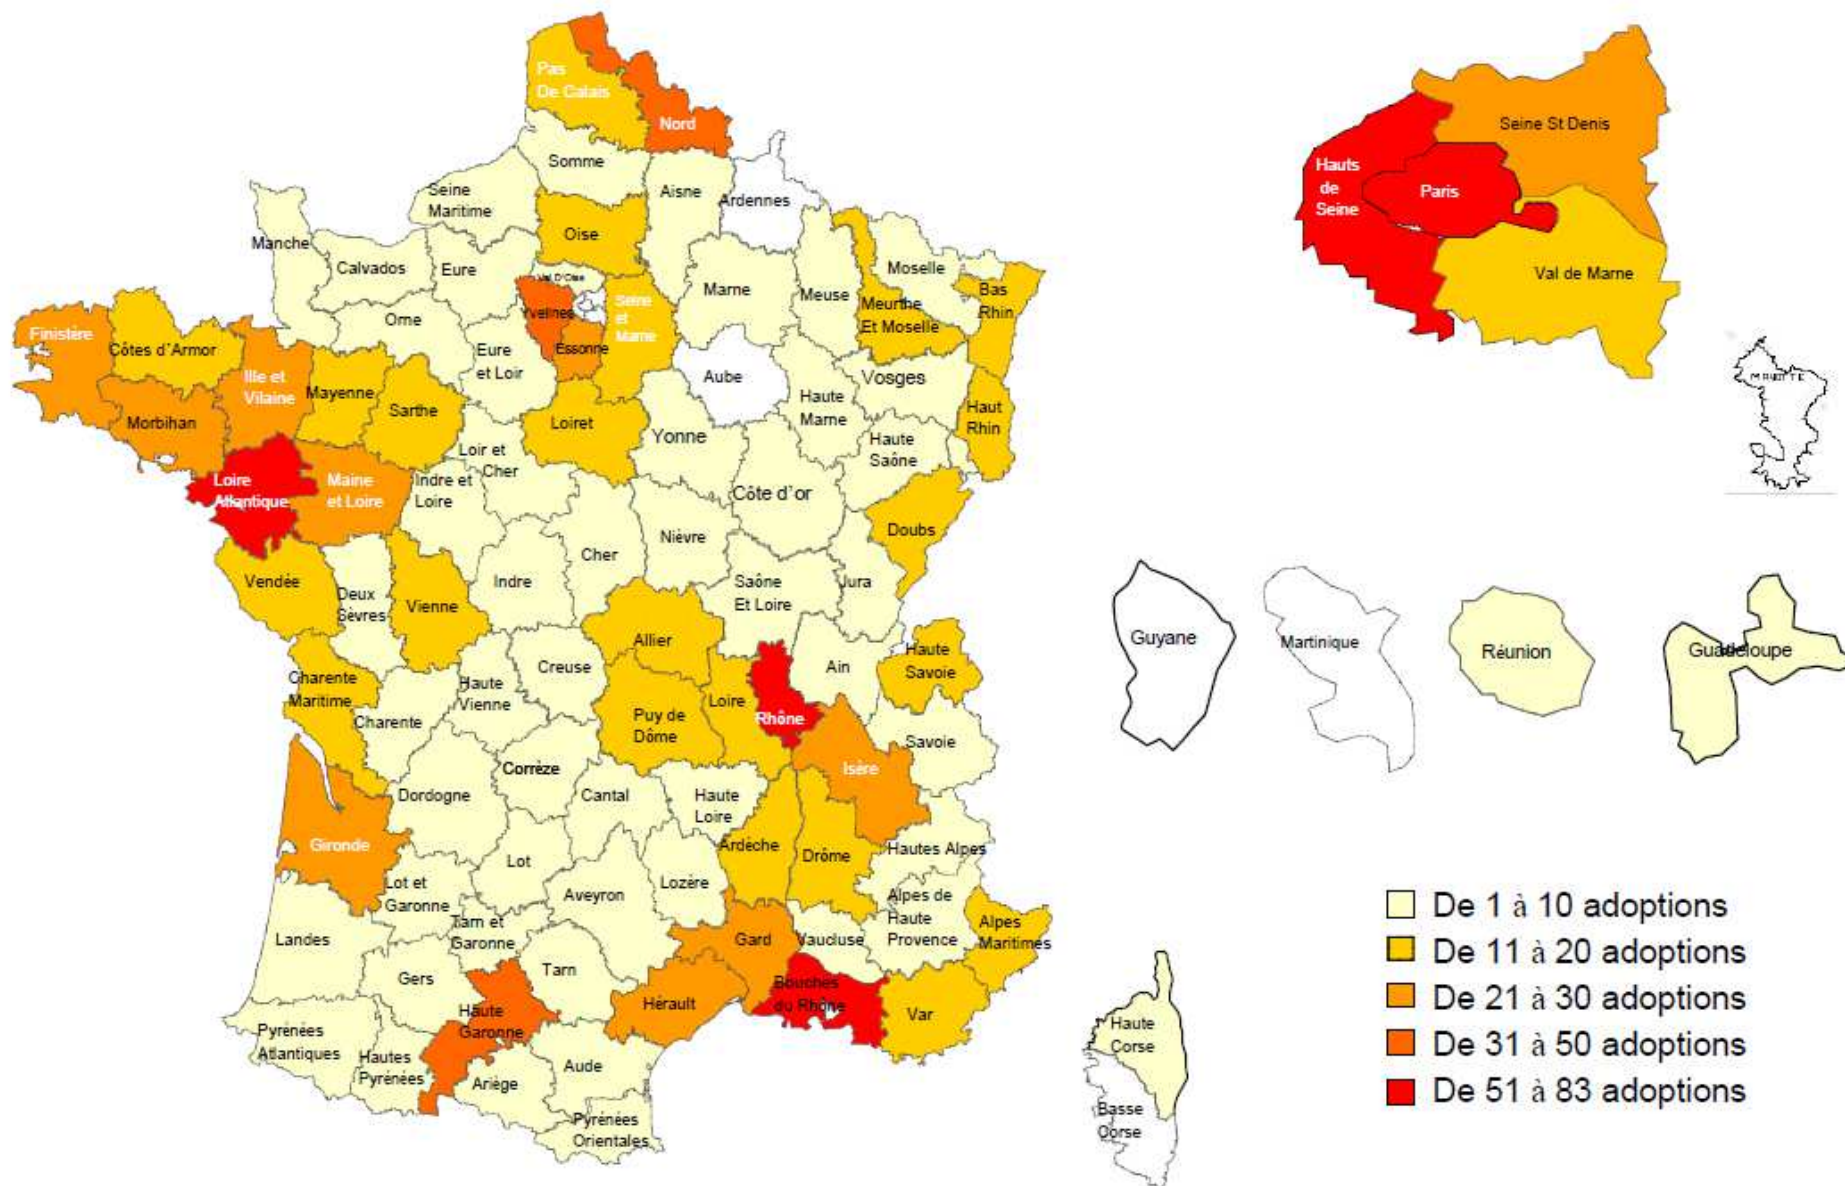 Pas
De Calais
Nord
Somme
Seine
Maritime
Aisne
Ardennes
Oise
Manche
Calvados
Eure
Val D'Oise
Marne
Meuse
Moselle
Meurthe
Et Moselle
Bas
Rhin
Orne
Yvelines
Seine
et
Marne
Essonne
Eure
et Loir
Finistère
Côtes d'Armor
Ille et
Vilaine
Morbihan
Mayenne
Sarthe
Loiret
Aube
Haute
Marne
Vosges
Haut
Rhin
Yonne
Haute
Saône
Loir et
Cher
Indre et
Loire
Loire
Atlantique
Maine
et Loire
Côte d'or
Doubs
Nièvre
Cher
Indre
Vendée
Deux
Sèvres
Vienne
Saône
Et Loire
Jura
Allier
Creuse
Haute
Vienne
Charente
Maritime
Charente
Puy de
Dôme
Loire
Rhône
Ain
Haute
Savoie
Savoie
Isère
Corrèze
Dordogne
Cantal
Haute
Loire
Gironde
Ardèche
Drôme
Hautes Alpes
Lot
Lot et
Garonne
Aveyron
Lozère
Alpes de
Haute
Provence
Alpes
Maritimes
Tarn et
Garonne
Landes
Gers
Tarn
Gard
Vaucluse
Hérault
Bouches
du Rhône
Var
Haute
Garonne
Pyrénées
Atlantiques
Hautes
Pyrénées
Ariège
Aude
Pyrénées
Orientales
Haute
Corse
Basse
Corse
Seine St Denis
Hauts
de
Seine
Paris
Val de Marne
MAYOTTE
Guyane
Martinique
Réunion
Guadeloupe
De 1 à 10 adoptions
De 11 à 20 adoptions
De 21 à 30 adoptions
De 31 à 50 adoptions
De 51 à 83 adoptions